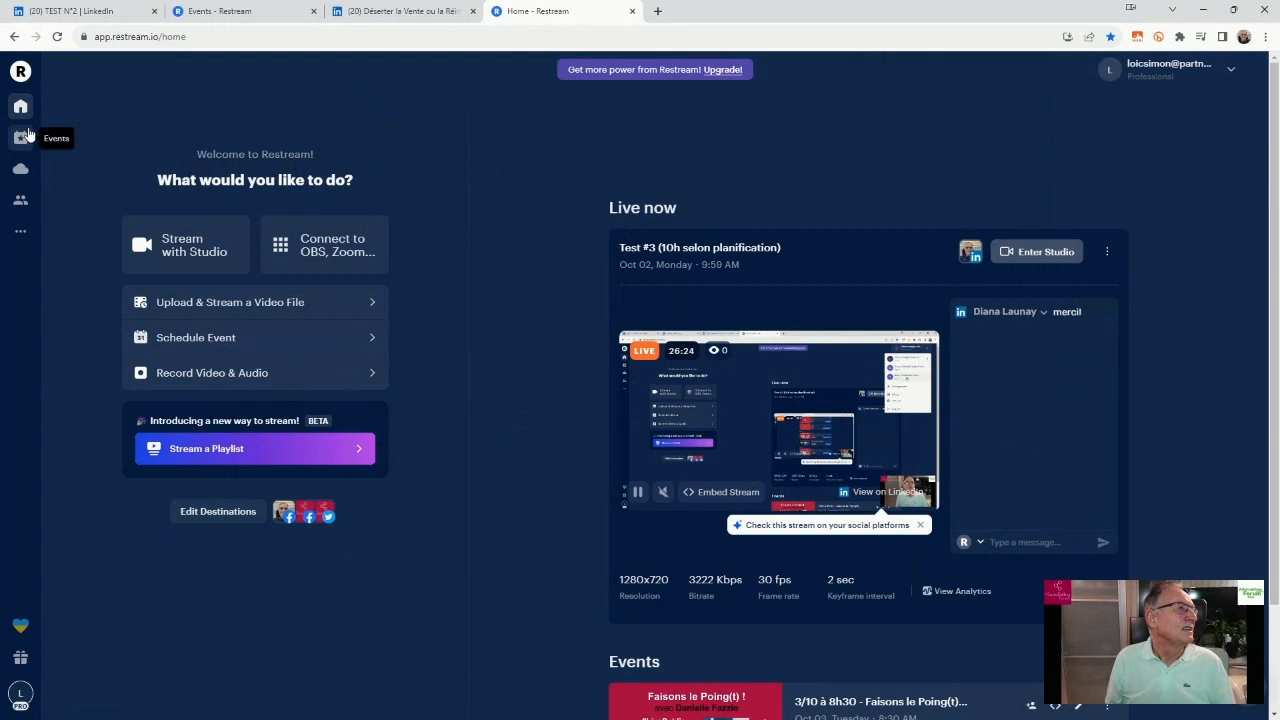 (20) TEST N°2 | LinkedIn
Events - Restream
(20) Déserter la Vente ou la Réin
Home - Restream
app.restream.io/home
Get more power from Restream! Upgrade!
L
loicsimon@partn...
Professional
Events
Welcome to Restream!
What would you like to do?
Stream
with Studio
Connect to
OBS, Zoom...
Upload & Stream a Video File
31
Schedule Event
Record Video & Audio
Introducing a new way to stream! BETA
Stream a Playlist
Edit Destinations
L
PRO
Live now
Test #3 (10h selon planification)
Oct 02, Monday · 9:59 AM
Enter Studio
LIVE 26:24 0
Embed Stream
View on LinkedIn
Check this stream on your social platforms
Diana Launay merci!
R
Type a message...
1280x720
Resolution
3222 Kbps
Bitrate
30 fps
Frame rate
2 sec
Keyframe interval
View Analytics
Events
Faisons le Poing(t) !
avec Danielle Fazzio
3/10 à 8h30 - Faisons le Poing(t)...
Oct 03, Tuesday · 8:30 AM